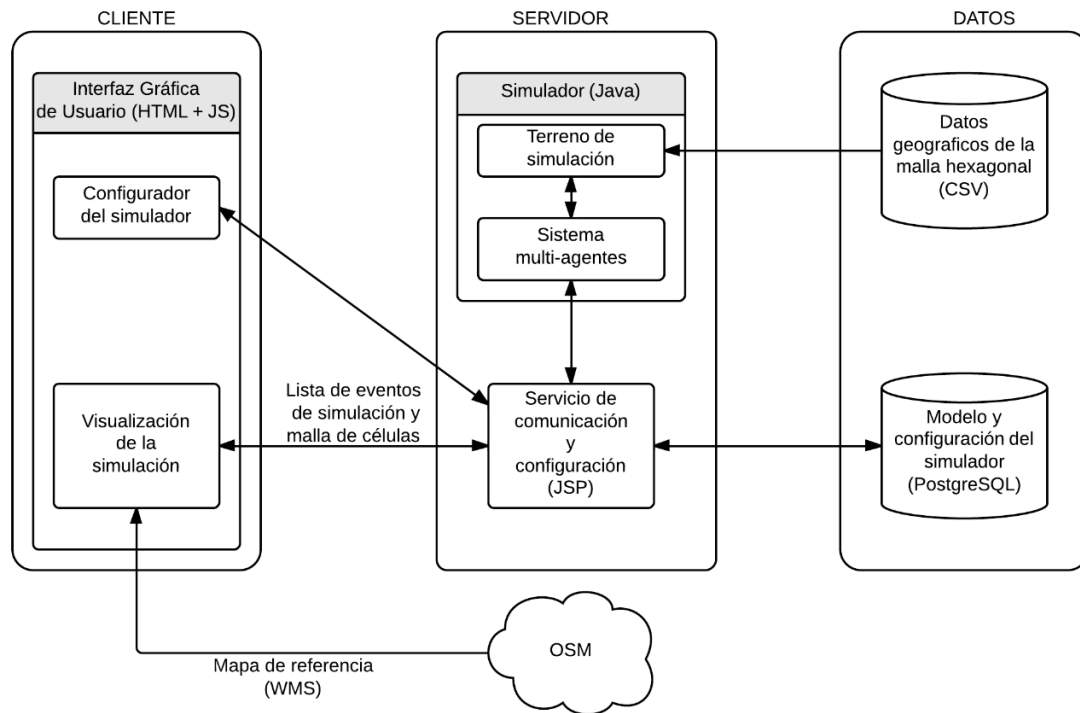 CLIENTE
SERVIDOR
DATOS
Interfaz Gráfica
de Usuario (HTML + JS)
Configurador
del simulador
Visualización
de la
simulación
Lista de eventos
de simulación y
malla de células
Simulador (Java)
Terreno de
simulación
Sistema
multi-agentes
Servicio de
comunicación
y
configuración
(JSP)
Datos
geograficos de la
malla hexagonal
(CSV)
Modelo y
configuración del
simulador
(PostgreSQL)
OSM
Mapa de referencia
(WMS)